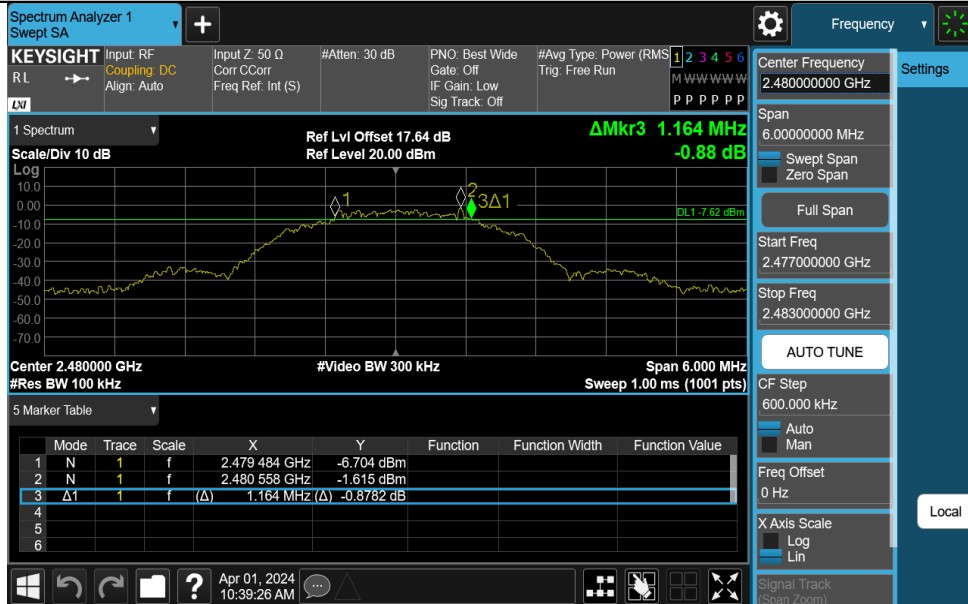 Spectrum Analyzer 1
Swept SA
Frequency
KEYSIGHT
RL
LXI
Input: RF
Coupling: DC
Align: Auto
Input Z: 50 Ω
Corr CCorr
Freq Ref: Int (S)
#Atten: 30 dB
PNO: Best Wide
Gate: Off
IF Gain: Low
Sig Track: Off
#Avg Type: Power (RMS
Trig: Free Run
1 2 3 4 5 6
M W W W W W
P P P P P P
1 Spectrum
Scale/Div 10 dB
Ref Lvl Offset 17.64 dB
Ref Level 20.00 dBm
ΔMkr3 1.164 MHz
-0.88 dB
Log
10.0
0.00
-10.0
-20.0
-30.0
-40.0
-50.0
-60.0
-70.0
1
2
3Δ1
DL1 -7.62 dBm
Center 2.480000 GHz
#Video BW 300 kHz
Span 6.000 MHz
#Res BW 100 kHz
Sweep 1.00 ms (1001 pts)
5 Marker Table
Mode Trace Scale X Y Function Function Width Function Value
1 N 1 f 2.479 484 GHz -6.704 dBm
2 N 1 f 2.480 558 GHz -1.615 dBm
3 Δ1 1 f (Δ) 1.164 MHz (Δ) -0.8782 dB
4
5
6
?
Apr 01, 2024
10:39:26 AM
Center Frequency
2.480000000 GHz
Span
6.00000000 MHz
Swept Span
Zero Span
Full Span
Start Freq
2.477000000 GHz
Stop Freq
2.483000000 GHz
AUTO TUNE
CF Step
600.000 kHz
Auto
Man
Freq Offset
0 Hz
X Axis Scale
Log
Lin
Signal Track
(Span Zoom)
Settings
Local